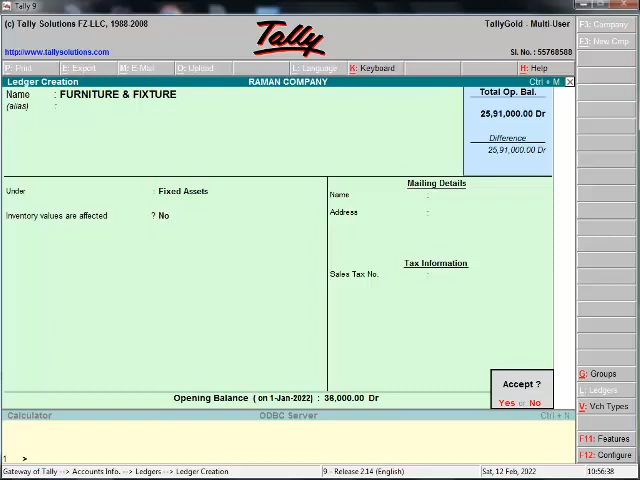 Tally 9
(c) Tally Solutions FZ-LLC, 1988-2008
http://www.tallysolutions.com
Tally
TallyGold - Multi-User
Sl. No. : 55768588
F3: Company
F3: New Cmp
P: Print E: Export M: E-Mail O: Upload L: Language K: Keyboard H: Help
Ledger Creation RAMAN COMPANY Ctrl + M
Name : FURNITURE & FIXTURE
(alias) :
Total Op. Bal.
25,91,000.00 Dr
Difference
25,91,000.00 Dr
Under : Fixed Assets
Inventory values are affected ? No
Mailing Details
Name :
Address :
Tax Information
Sales Tax No. :
Accept ?
Yes or No
Opening Balance ( on 1-Jan-2022) : 36,000.00 Dr
G: Groups
L: Ledgers
V: Vch Types
F11: Features
F12: Configure
Calculator ODBC Server Ctrl + N
1 >
Gateway of Tally --> Accounts Info. --> Ledgers --> Ledger Creation 9 - Release 2.14 (English) Sat, 12 Feb, 2022 10:56:38